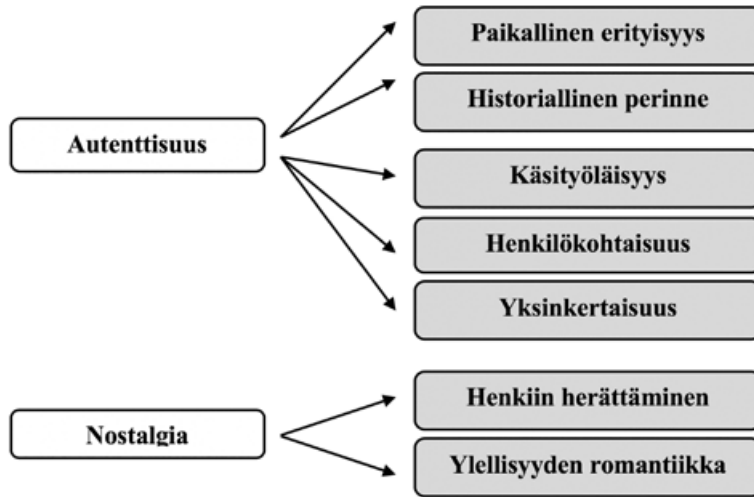 Paikallinen erityisyys
Historiallinen perinne
Autenttisuus
Käsityöläisyys
Henkilökohtaisuus
Yksinkertaisuus
Henkiin herättäminen
Nostalgia
Ylellisyyden romantiikka